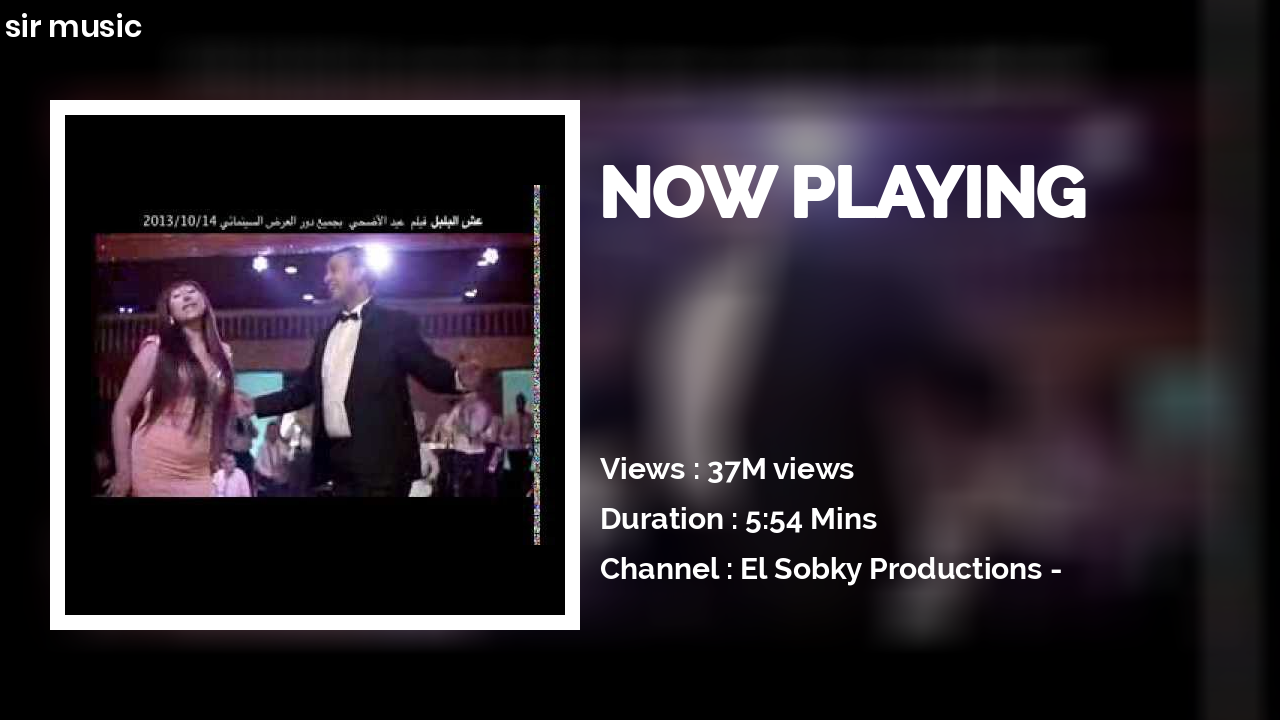 sir music
عش البلبل فيلم عيد الأضحي بجميع دور العرض السينمائي 2013/10/14
NOW PLAYING
Views : 37M views
Duration : 5:54 Mins
Channel : El Sobky Productions -